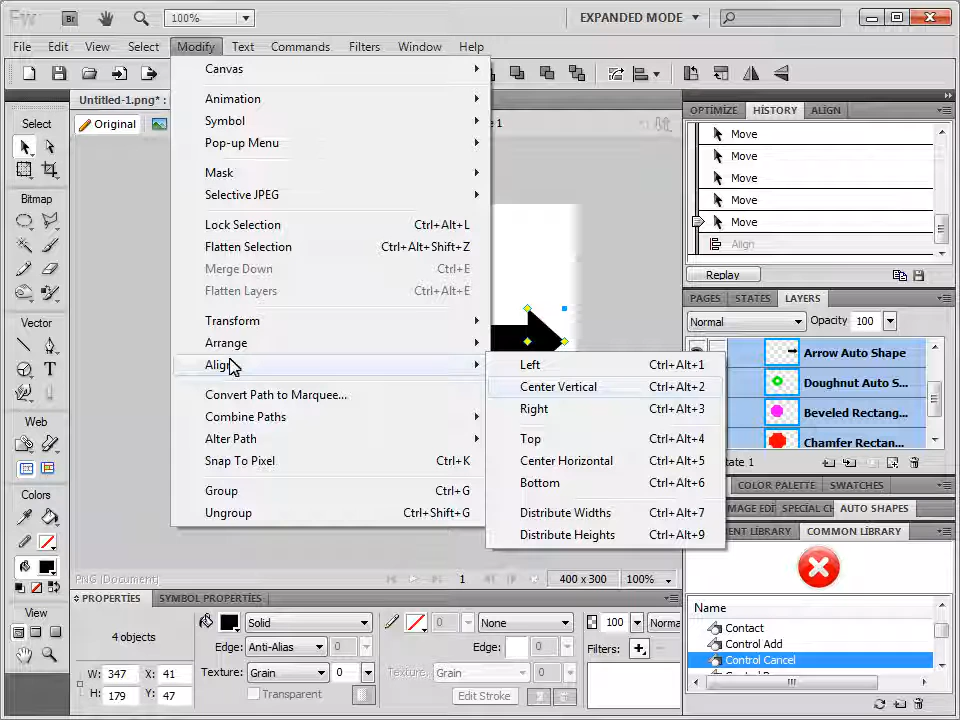 Fw
Br
100%
EXPANDED MODE
File Edit View Select Modify Text Commands Filters Window Help
Untitled-1.png* :
Original
Select
Bitmap
Vector
T
Web
Colors
View
Canvas
Animation
Symbol
Pop-up Menu
Mask
Selective JPEG
Lock Selection Ctrl+Alt+L
Flatten Selection Ctrl+Alt+Shift+Z
Merge Down Ctrl+E
Flatten Layers Ctrl+Alt+E
Transform
Arrange
Align
Convert Path to Marquee...
Combine Paths
Alter Path
Snap To Pixel Ctrl+K
Group Ctrl+G
Ungroup Ctrl+Shift+G
Left Ctrl+Alt+1
Center Vertical Ctrl+Alt+2
Right Ctrl+Alt+3
Top Ctrl+Alt+4
Center Horizontal Ctrl+Alt+5
Bottom Ctrl+Alt+6
Distribute Widths Ctrl+Alt+7
Distribute Heights Ctrl+Alt+9
OPTIMIZE HISTORY ALIGN
Move
Move
Move
Move
Move
Align
Replay
PAGES STATES LAYERS
Normal Opacity 100
Arrow Auto Shape
Doughnut Auto S...
Beveled Rectang...
Chamfer Rectan...
COLOR PALETTE SWATCHES
AUTO SHAPES
COMMON LIBRARY
Name
Contact
Control Add
Control Cancel
PNG (Document) 1 400 x 300 100%
PROPERTIES SYMBOL PROPERTIES
4 objects
W: 347 X: 41
H: 179 Y: 47
Solid
Edge: Anti-Alias 0
Texture: Grain 0
Transparent
0 None
Edge: 0
Texture: Grain 0
Edit Stroke
100 Norma
Filters: